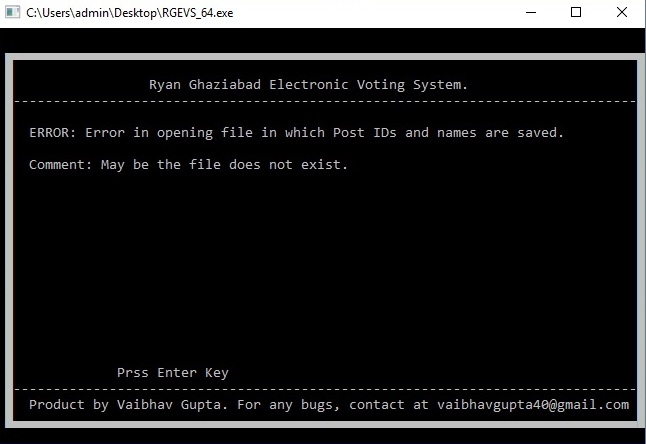 C:\Users\admin\Desktop\RGEVS_64.exe
Ryan Ghaziabad Electronic Voting System.
------------------------------------------------------------------------------
ERROR: Error in opening file in which Post IDs and names are saved.
Comment: May be the file does not exist.
Prss Enter Key
------------------------------------------------------------------------------
Product by Vaibhav Gupta. For any bugs, contact at vaibhavgupta40@gmail.com